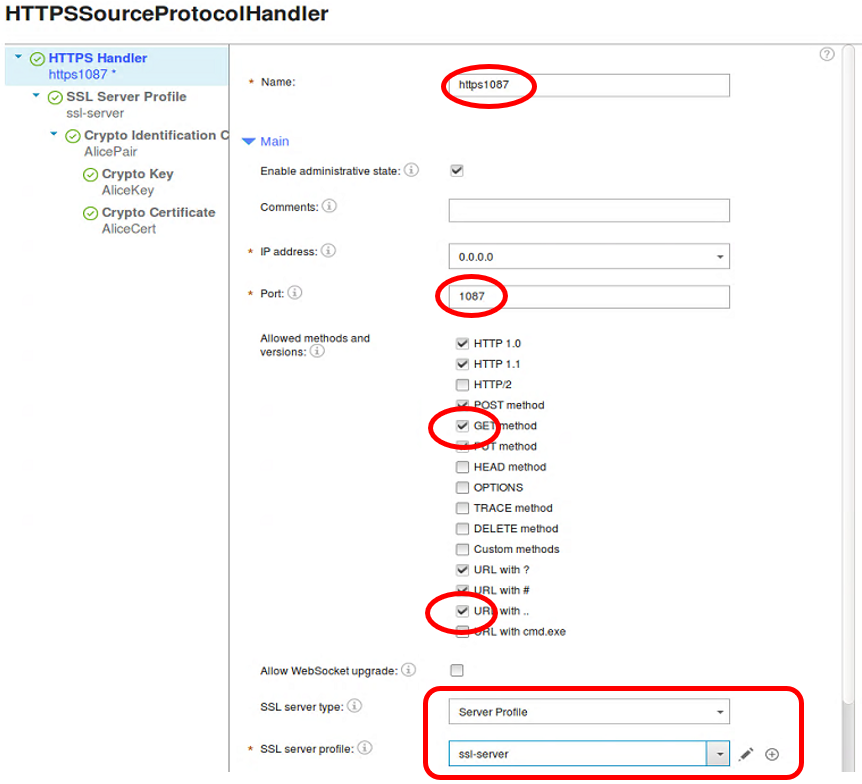 HTTPSSourceProtocolHandler
HTTPS Handler
https1087 *
SSL Server Profile
ssl-server
Crypto Identification C
AlicePair
Crypto Key
AliceKey
Crypto Certificate
AliceCert
?
* Name:
https1087
Main
Enable administrative state:
Comments:
* IP address:
0.0.0.0
* Port:
1087
Allowed methods and
versions:
HTTP 1.0
HTTP 1.1
HTTP/2
POST method
GET method
PUT method
HEAD method
OPTIONS
TRACE method
DELETE method
Custom methods
URL with ?
URL with #
URL with ..
URL with cmd.exe
Allow WebSocket upgrade:
SSL server type:
Server Profile
* SSL server profile:
ssl-server